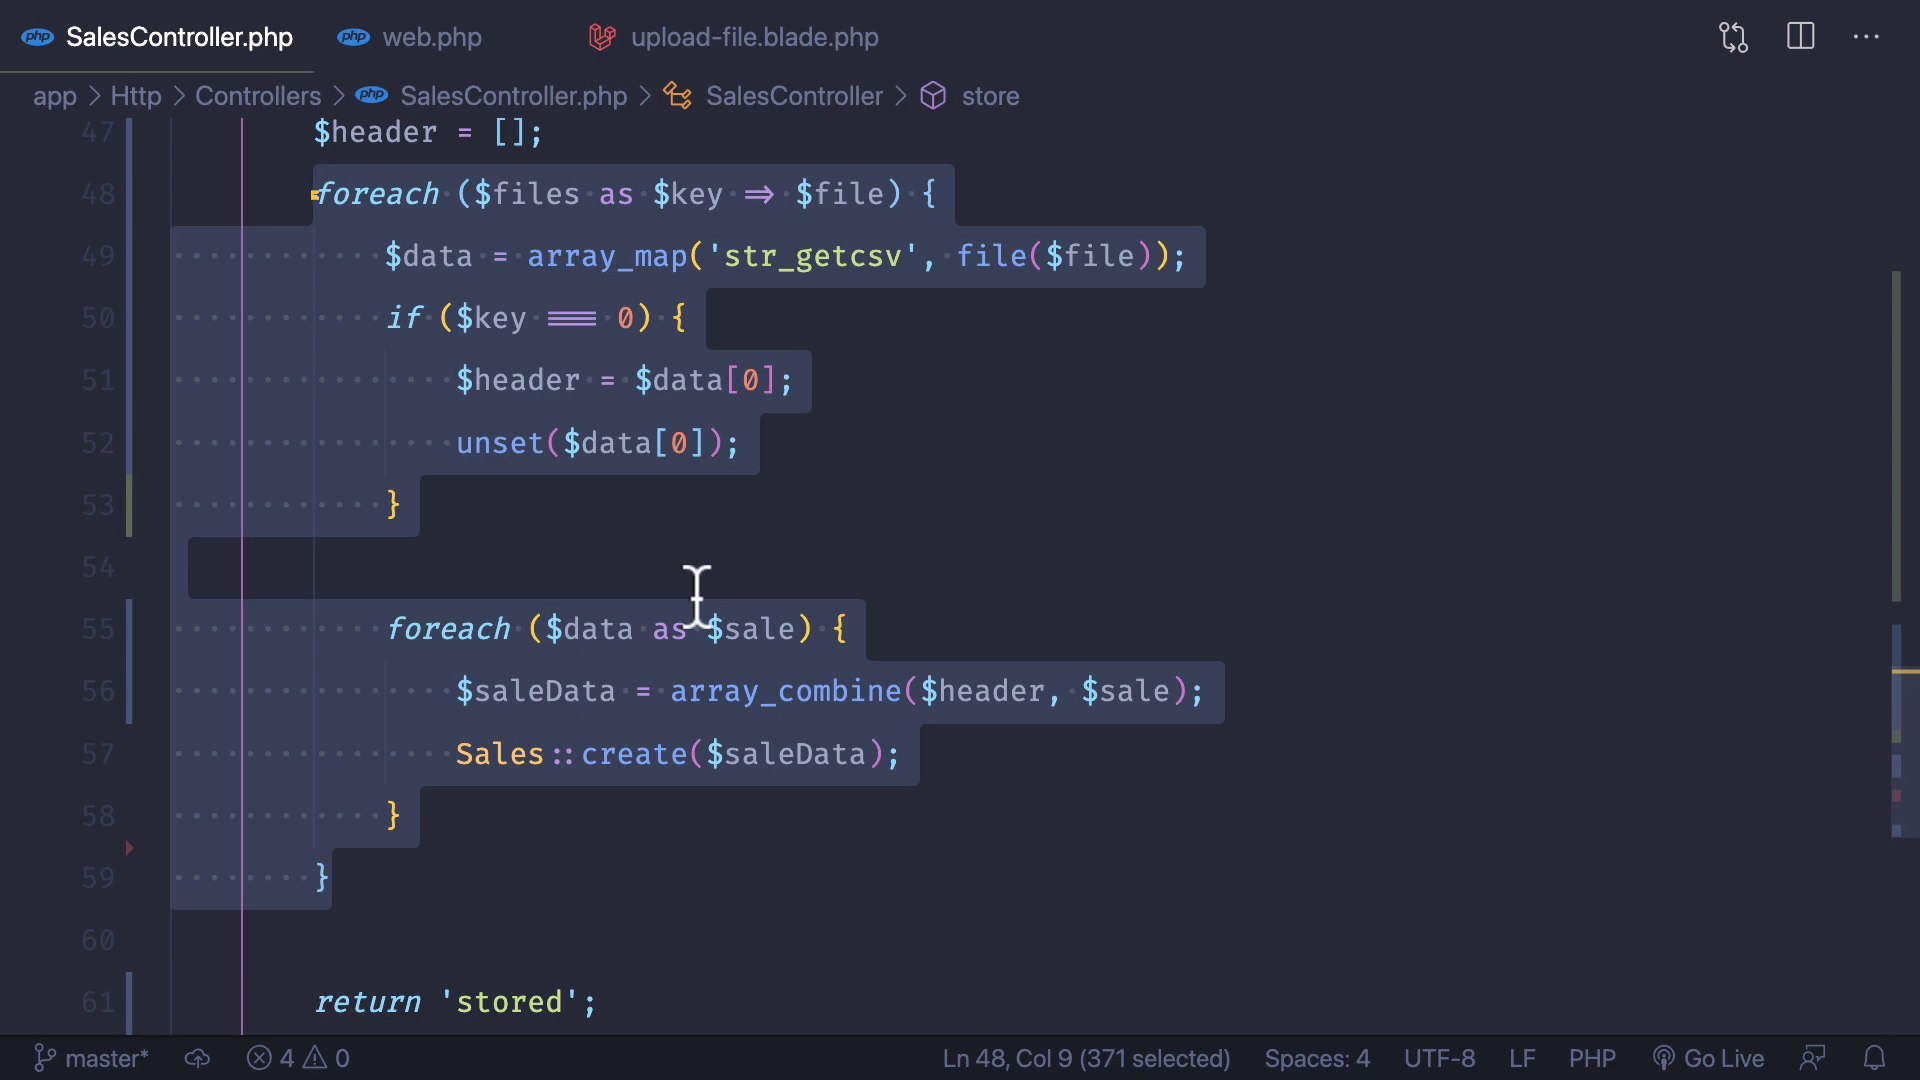 php SalesController.php php web.php upload-file.blade.php
app > Http > Controllers > php SalesController.php > SalesController > store
47 $header = [];
48 foreach ($files as $key => $file) {
49 $data = array_map('str_getcsv', file($file));
50 if ($key === 0) {
51 $header = $data[0];
52 unset($data[0]);
53 }
54
55 foreach ($data as $sale) {
56 $saleData = array_combine($header, $sale);
57 Sales::create($saleData);
58 }
59 }
60
61 return 'stored';
master* 4 0 Ln 48, Col 9 (371 selected) Spaces: 4 UTF-8 LF PHP Go Live